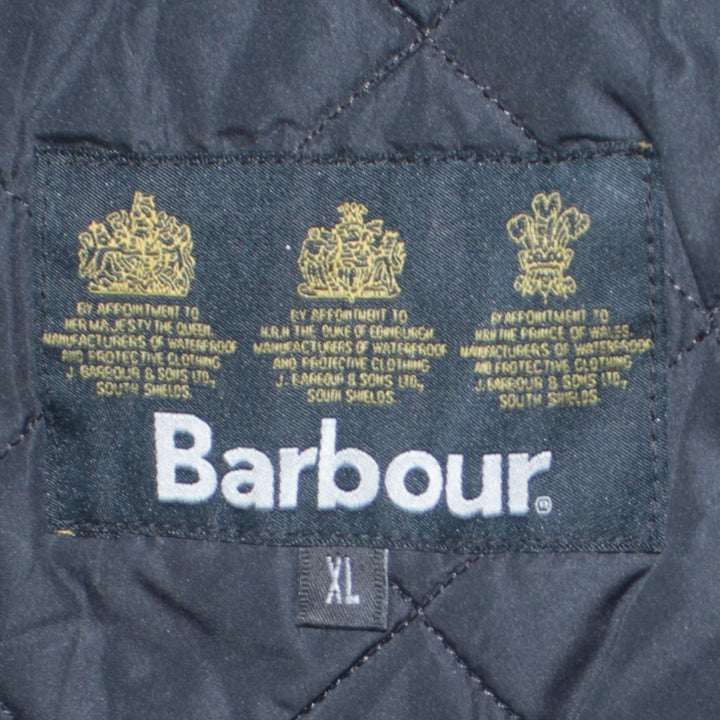 BY APPOINTMENT TO
HER MAJESTY THE QUEEN
MANUFACTURERS OF WATERPROOF
AND PROTECTIVE CLOTHING
J. BARBOUR & SONS LTD.,
SOUTH SHIELDS.
BY APPOINTMENT TO
H.R.H. THE DUKE OF EDINBURGH
MANUFACTURERS OF WATERPROOF
AND PROTECTIVE CLOTHING
J. BARBOUR & SONS LTD.,
SOUTH SHIELDS.
BY APPOINTMENT TO
H.R.H. THE PRINCE OF WALES
MANUFACTURERS OF WATERPROOF
AND PROTECTIVE CLOTHING
J. BARBOUR & SONS LTD.,
SOUTH SHIELDS.
Barbour®
XL